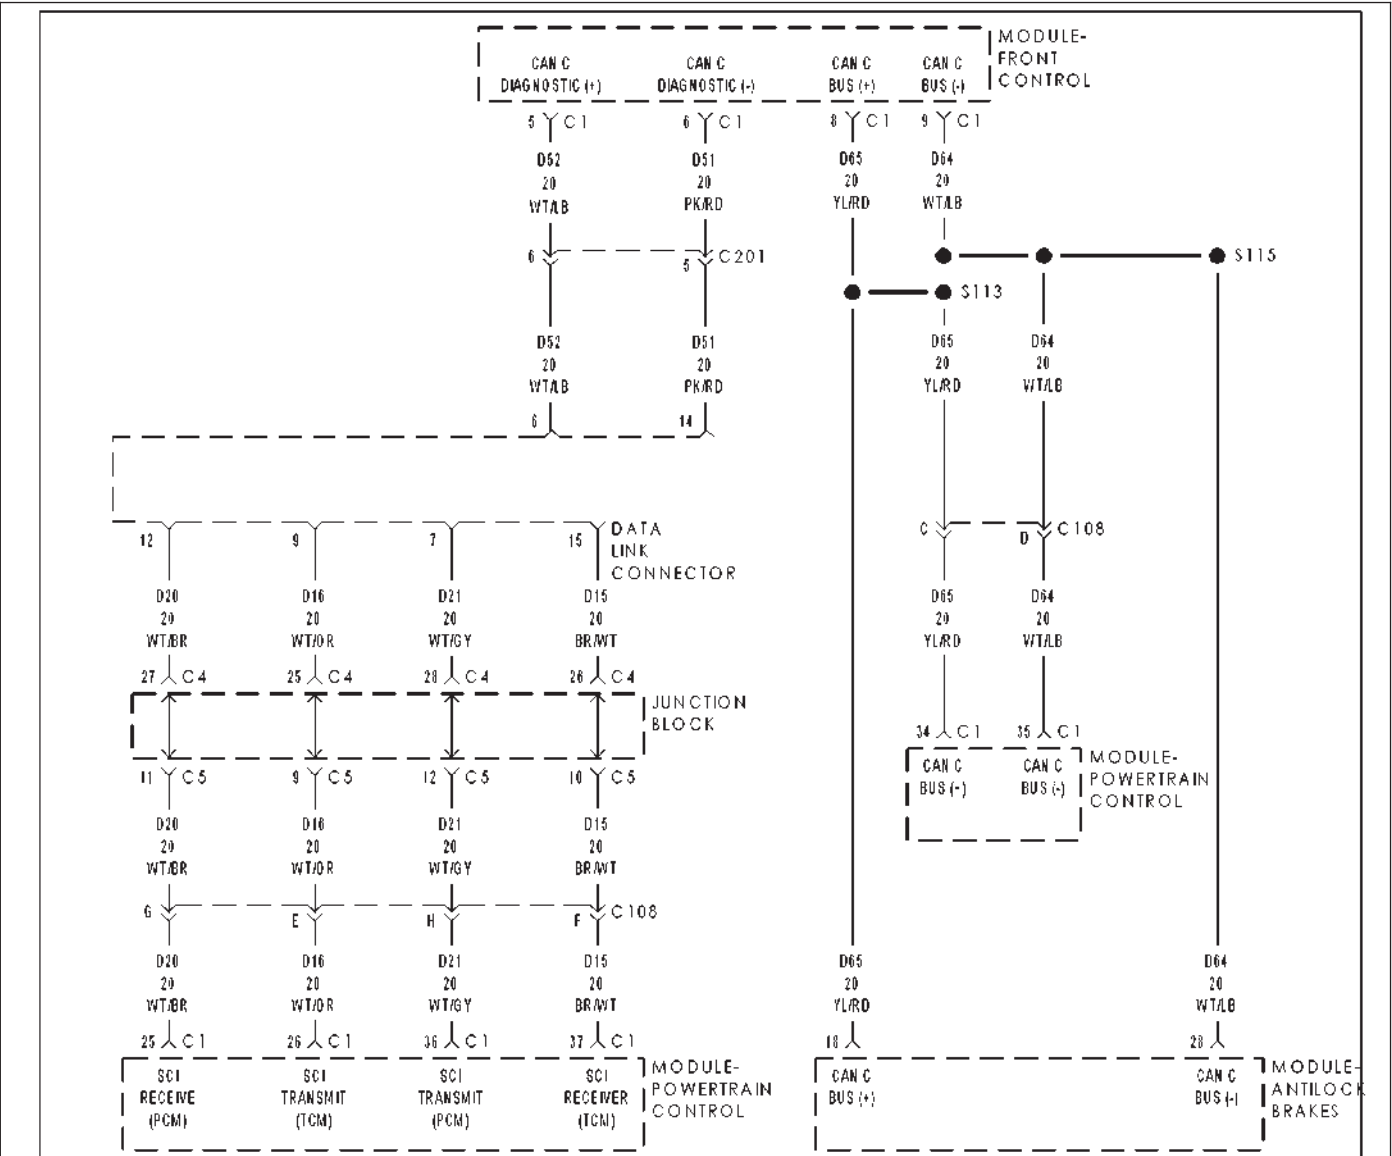 MODULE-
FRONT
CONTROL
CAN C CAN C CAN C CAN C
DIAGNOSTIC (+) DIAGNOSTIC (-) BUS (+) BUS (-)
5 C1 6 C1 8 C1 9 C1
D52 D51 D65 D64
20 20 20 20
WT/LB PK/RD YL/RD WT/LB
6 5 C201 S115
S113
D52 D51 D65 D64
20 20 20 20
WT/LB PK/RD YL/RD WT/LB
6 14
12 9 7 15 DATA
LINK
CONNECTOR
C D C108
D20 D16 D21 D15 D65 D64
20 20 20 20 20 20
WT/BR WT/OR WT/GY BR/WT YL/RD WT/LB
27 C4 25 C4 28 C4 26 C4
JUNCTION
BLOCK
34 C1 35 C1
MODULE-
POWERTRAIN
CONTROL
CAN C CAN C
BUS (+) BUS (-)
11 C5 9 C5 12 C5 10 C5
D20 D16 D21 D15
20 20 20 20
WT/BR WT/OR WT/GY BR/WT
G E H F C108
D20 D16 D21 D15 D65 D64
20 20 20 20 20 20
WT/BR WT/OR WT/GY BR/WT YL/RD WT/LB
25 C1 26 C1 36 C1 37 C1 18 28
MODULE-
POWERTRAIN
CONTROL
SCI SCI SCI SCI
RECEIVE TRANSMIT TRANSMIT RECEIVER
(PCM) (TCM) (PCM) (TCM)
CAN C CAN C
BUS (+) BUS (-)
MODULE-
ANTILOCK
BRAKES